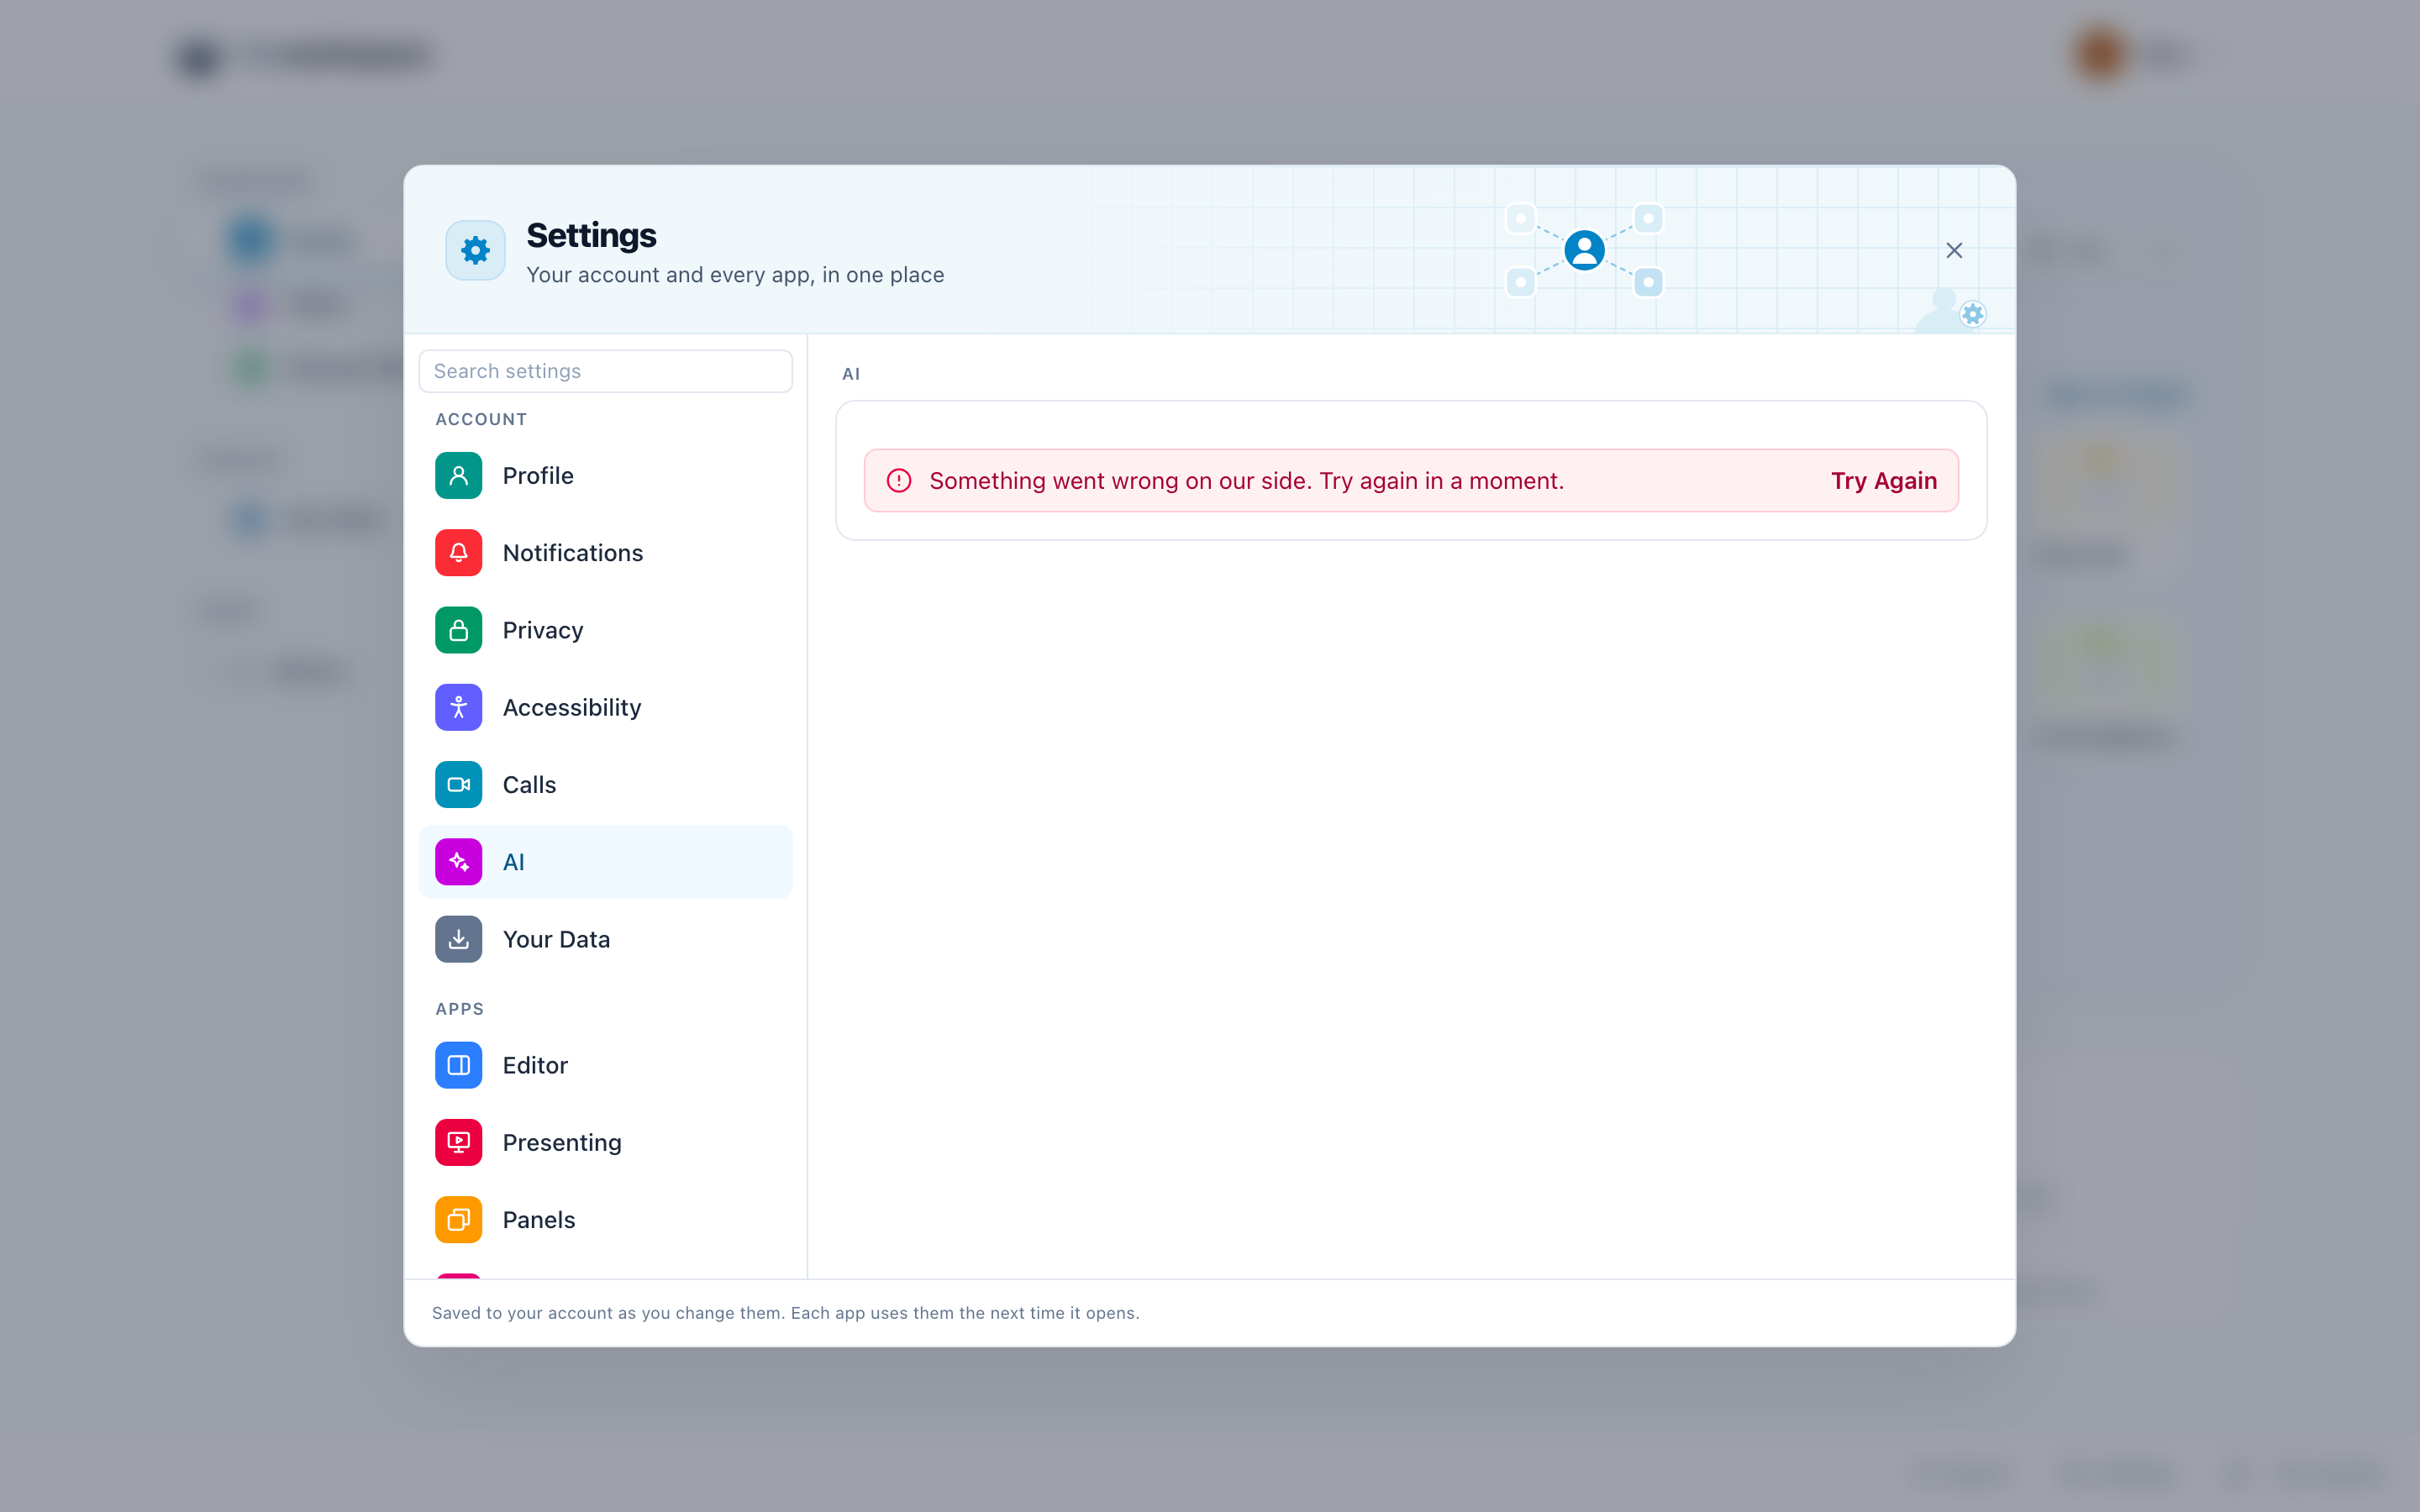 Settings
Your account and every app, in one place
Search settings
ACCOUNT
Profile
Notifications
Privacy
Accessibility
Calls
AI
Your Data
APPS
Editor
Presenting
Panels
AI
Something went wrong on our side. Try again in a moment.
Try Again
Saved to your account as you change them. Each app uses them the next time it opens.